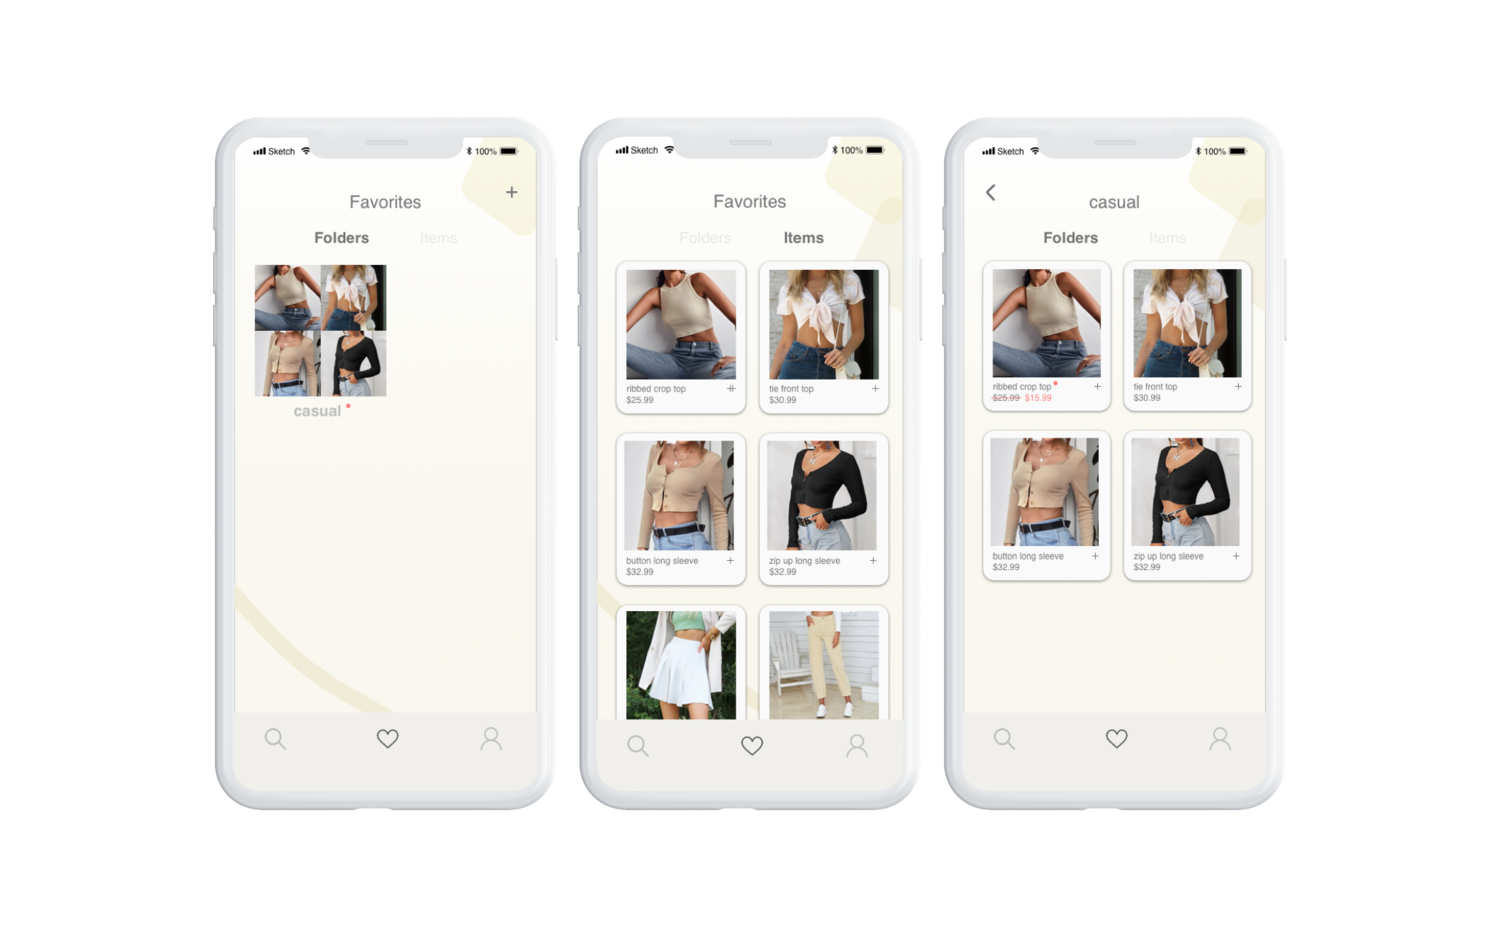 Sketch 100%
Favorites
Folders Items
casual
Sketch 100%
Favorites
Folders Items
ribbed crop top
$25.99
tie front top
$30.99
button long sleeve
$32.99
zip up long sleeve
$32.99
Sketch 100%
casual
Folders Items
ribbed crop top
$25.99 $15.99
tie front top
$30.99
button long sleeve
$32.99
zip up long sleeve
$32.99